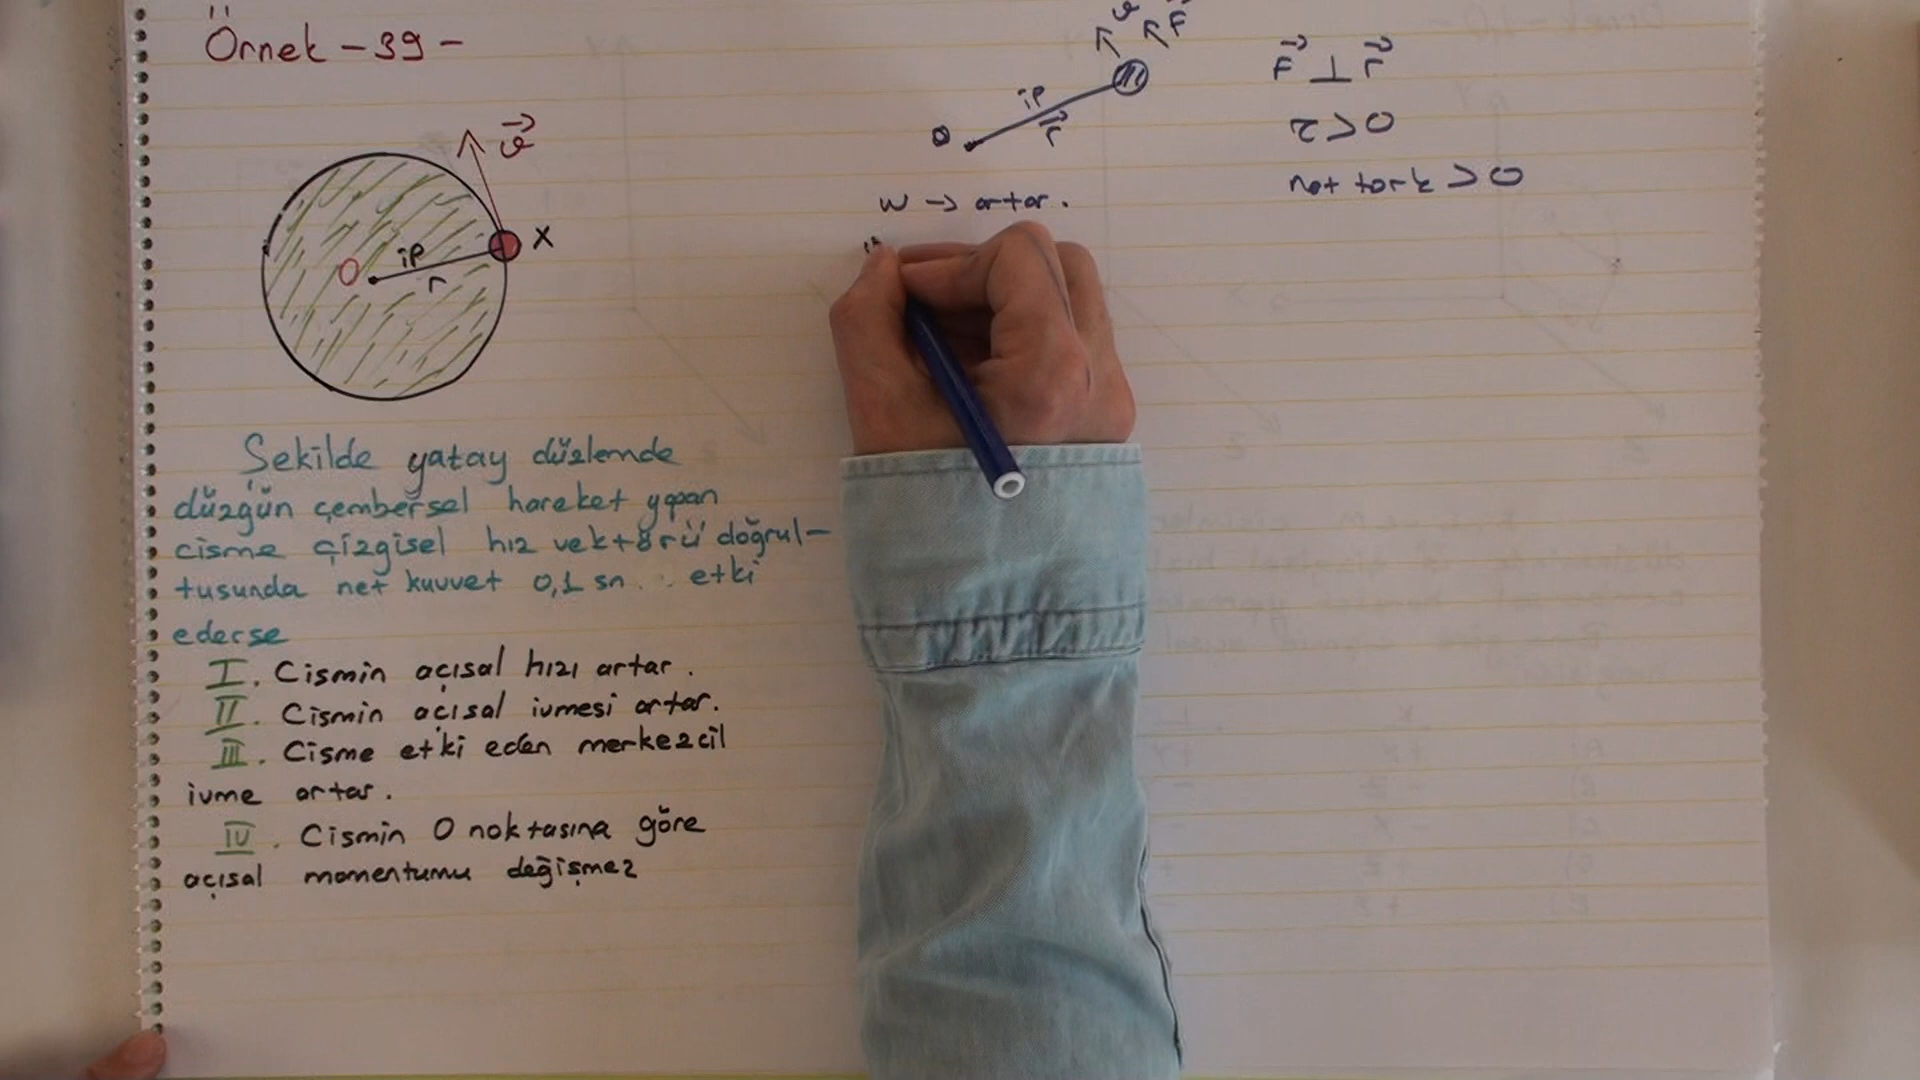 Örnek - 39 -
v
X
O
ip
r
Şekilde yatay düzlemde
düzgün çembersel hareket yapan
cisme çizgisel hız vektörü doğrul-
tusunda net kuvvet 0,1 sn. etki
ederse
I. Cismin açısal hızı artar.
II. Cismin açısal ivmesi artar.
III. Cisme etki eden merkezcil
ivme artar.
IV. Cismin O noktasına göre
açısal momentumu değişmez
v F
m
ip
O
r
w → artar.
F ⊥ r
τ > 0
net tork > 0